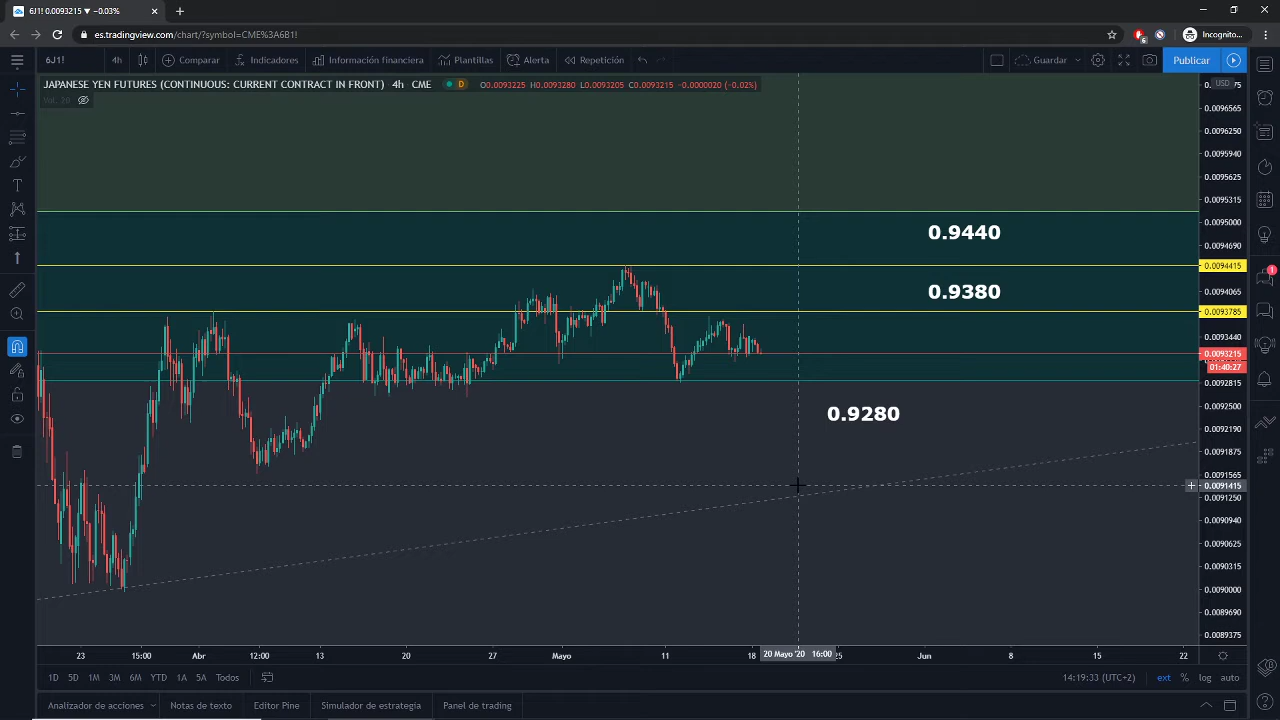 6J1! 0.0093215 ▼ −0.03%
es.tradingview.com/chart/?symbol=CME%3A6B1!
6
Incognito...
6J1!
4h
Comparar
Indicadores
Información financiera
Plantillas
Alerta
Repetición
Guardar
Publicar
JAPANESE YEN FUTURES (CONTINUOUS: CURRENT CONTRACT IN FRONT) 4h CME
D
O0.0093225 H0.0093280 L0.0093205 C0.0093215 −0.0000020 (−0.02%)
Vol. 20
USD
0.0096565
0.0096250
0.0095940
0.0095625
0.0095315
0.0095000
0.9440
0.0094690
0.0094415
0.9380
0.0094065
0.0093785
0.0093440
0.0093215
01:40:27
0.0092815
0.9280
0.0092500
0.0092190
0.0091875
0.0091565
0.0091415
0.0091250
0.0090940
0.0090625
0.0090315
0.0090000
0.0089690
0.0089375
1
23
15:00
Abr
12:00
13
20
27
Mayo
11
18
20 Mayo '20 16:00
25
Jun
8
15
22
1D
5D
1M
3M
6M
YTD
1A
5A
Todos
14:19:33 (UTC+2)
ext
%
log
auto
Analizador de acciones
Notas de texto
Editor Pine
Simulador de estrategia
Panel de trading